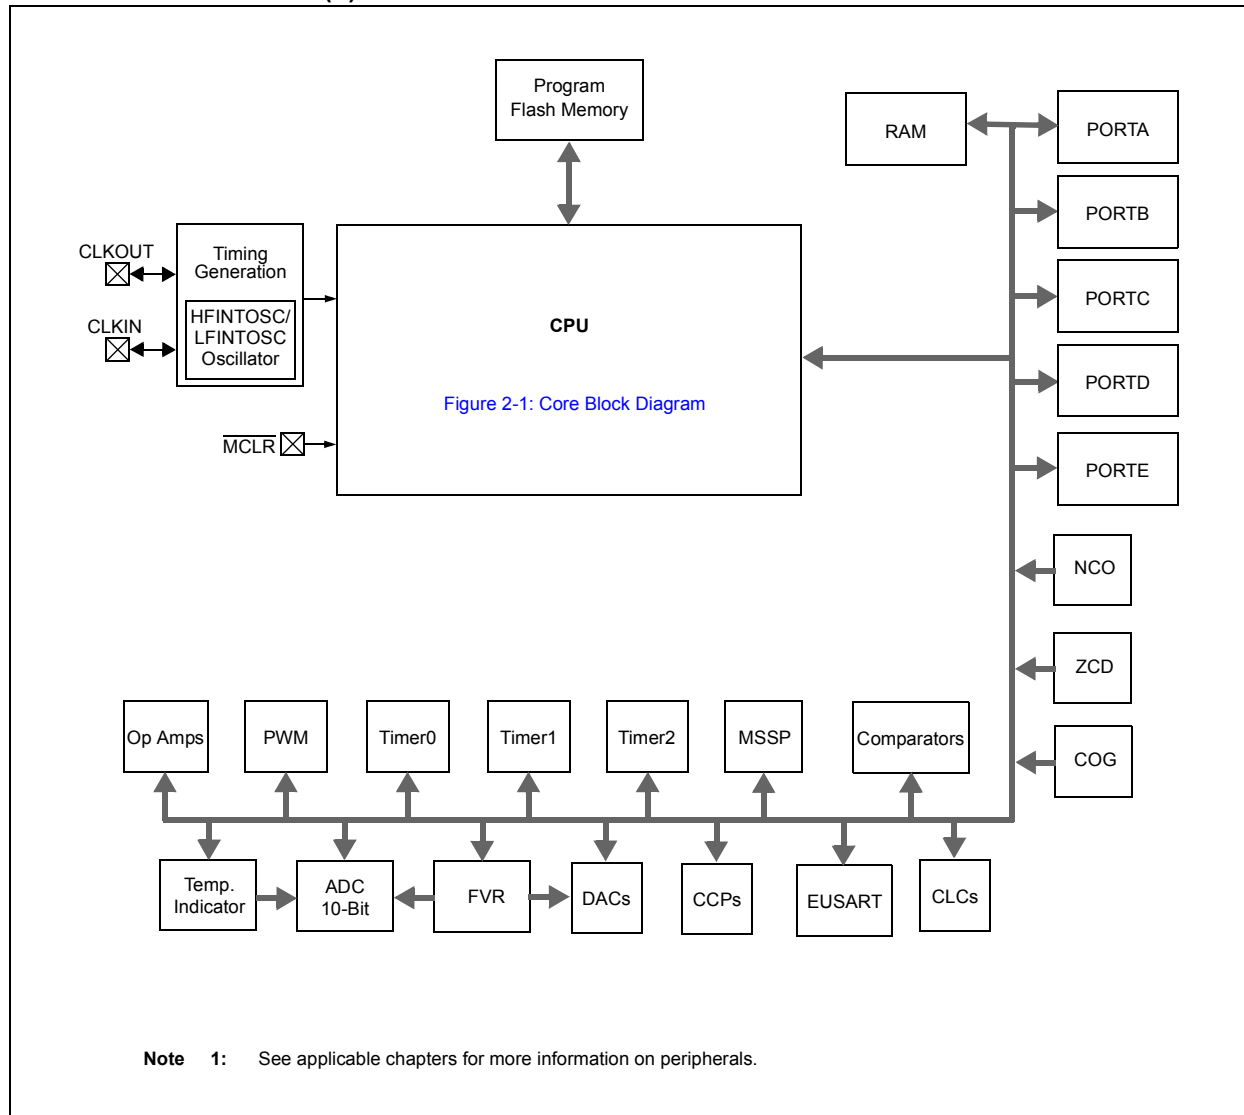 Program
Flash Memory
RAM
PORTA
PORTB
CLKOUT
Timing
Generation
PORTC
HFINTOSC/
LFINTOSC
Oscillator
CLKIN
CPU
PORTD
Figure 2-1: Core Block Diagram
MCLR
PORTE
NCO
ZCD
Op Amps
PWM
Timer0
Timer1
Timer2
MSSP
Comparators
COG
Temp.
Indicator
ADC
10-Bit
FVR
DACs
CCPs
EUSART
CLCs
Note 1: See applicable chapters for more information on peripherals.